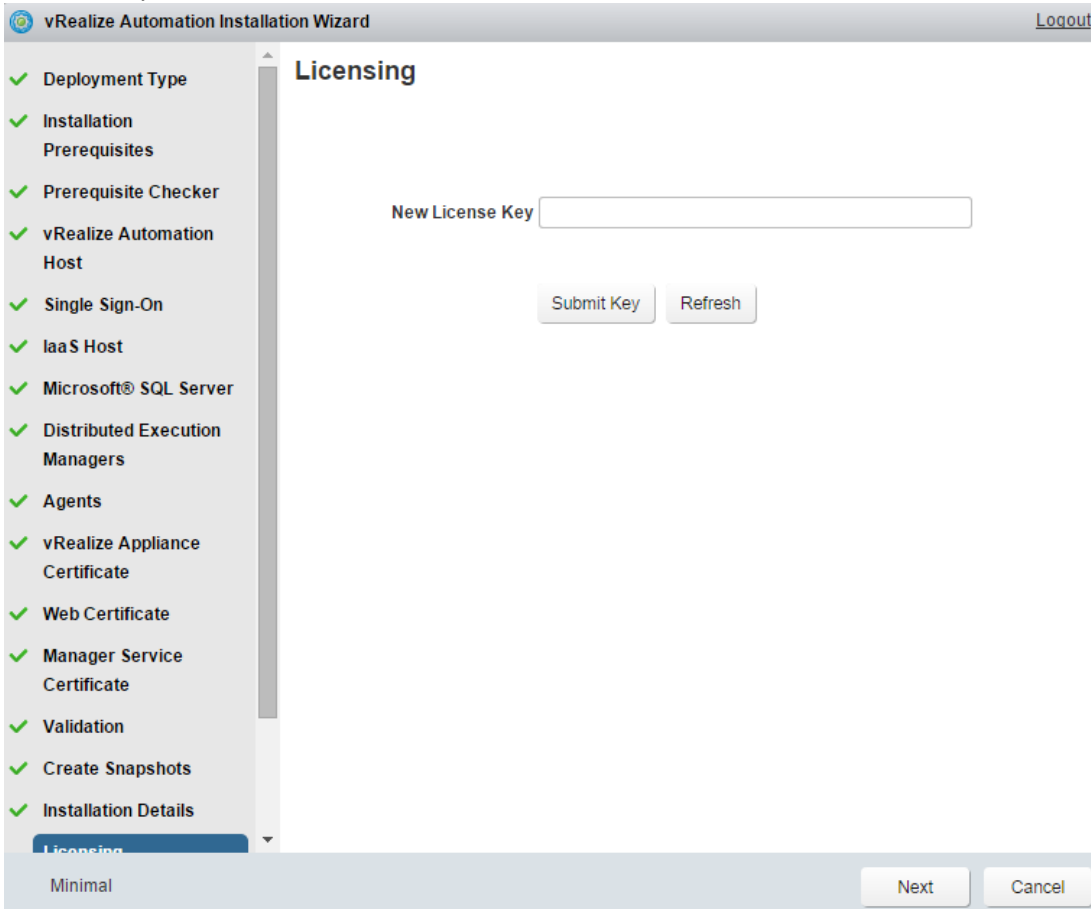 vRealize Automation Installation Wizard
Logout
Deployment Type
Installation
Prerequisites
Prerequisite Checker
vRealize Automation
Host
Single Sign-On
IaaS Host
Microsoft® SQL Server
Distributed Execution
Managers
Agents
vRealize Appliance
Certificate
Web Certificate
Manager Service
Certificate
Validation
Create Snapshots
Installation Details
Licensing
Licensing
New License Key
Submit Key Refresh
Minimal
Next Cancel